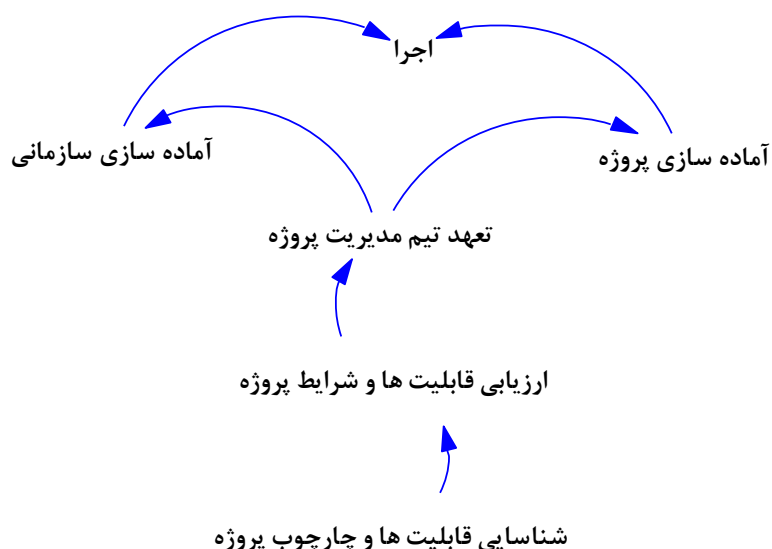 اجرا
آماده سازی سازمانی
آماده سازی پروژه
تعهد تیم مدیریت پروژه
ارزیابی قابلیت ها و شرایط پروژه
شناسایی قابلیت ها و چارچوب پروژه